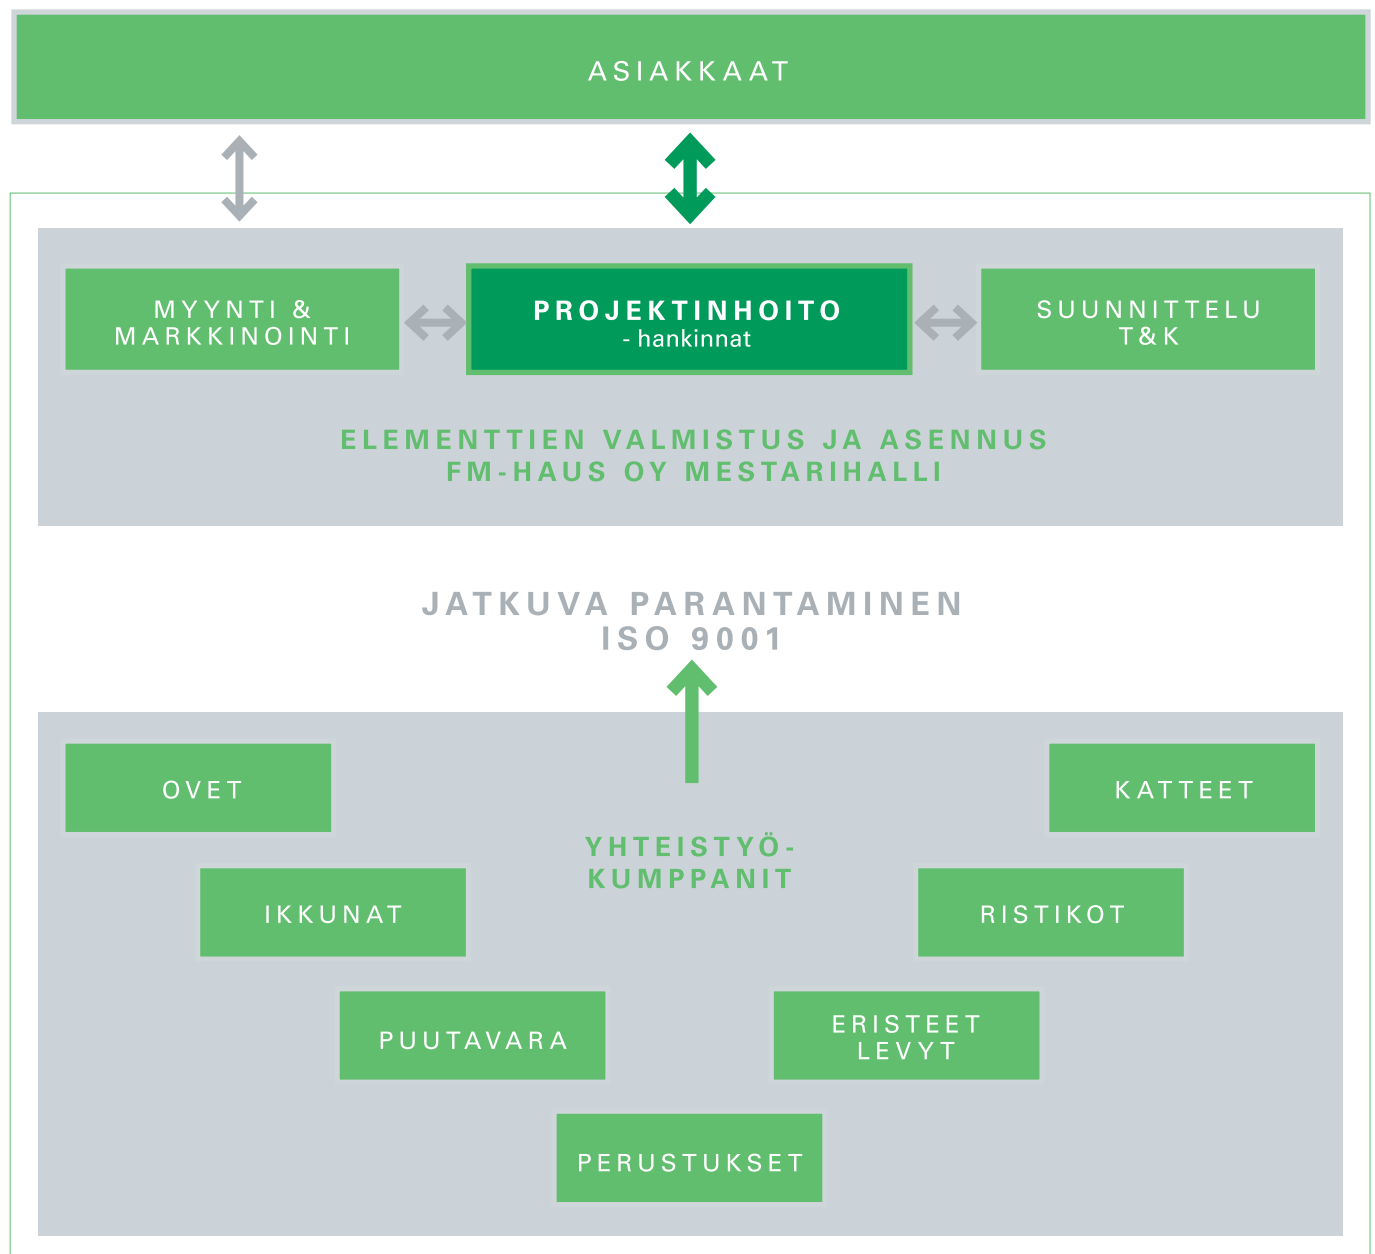 ASIAKKAAT
MYYNTI &
MARKKINOINTI
PROJEKTINHOITO
- hankinnat
SUUNNITTELU
T&K
ELEMENTTIEN VALMISTUS JA ASENNUS
FM-HAUS OY MESTARIHALLI
JATKUVA PARANTAMINEN
ISO 9001
OVET
KATTEET
YHTEISTYÖ-
KUMPPANIT
IKKUNAT
RISTIKOT
PUUTAVARA
ERISTEET
LEVYT
PERUSTUKSET